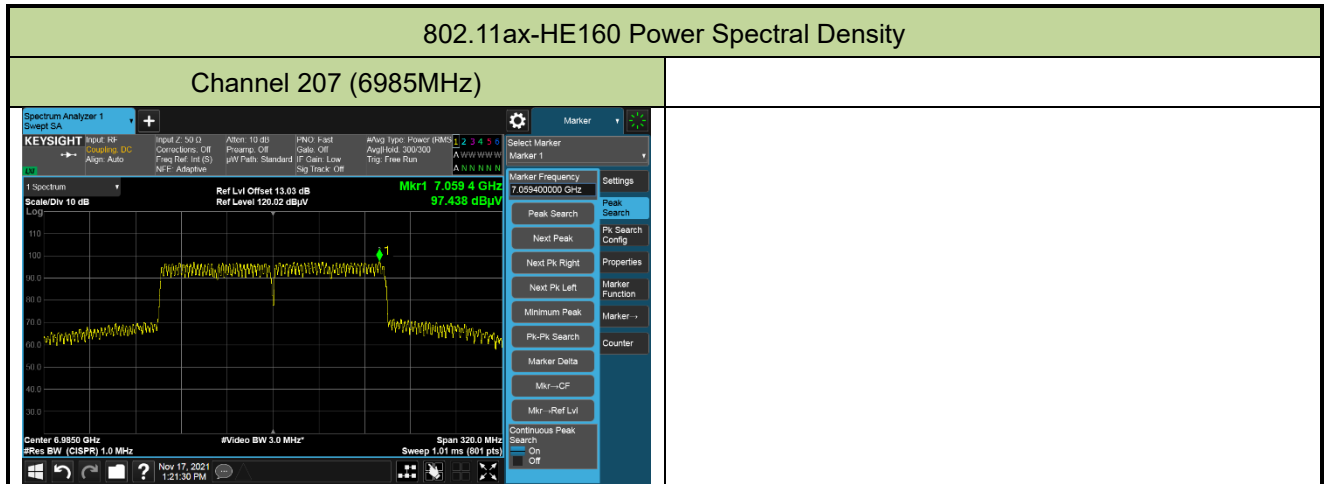 802.11ax-HE160 Power Spectral Density
Channel 207 (6985MHz)
Spectrum Analyzer 1
Swept SA
+
Marker
KEYSIGHT
Input: RF
Coupling: DC
Align: Auto
Input Z: 50 Ω
Corrections: Off
Freq Ref: Int (S)
NFE: Adaptive
Atten: 10 dB
Preamp: Off
µW Path: Standard
PNO: Fast
Gate: Off
IF Gain: Low
Sig Track: Off
#Avg Type: Power (RMS
Avg|Hold: 300/300
Trig: Free Run
1 2 3 4 5 6
A W W W W W
A N N N N N
Select Marker
Marker 1
1 Spectrum
Scale/Div 10 dB
Log
Ref Lvl Offset 13.03 dB
Ref Level 120.02 dBµV
Mkr1 7.059 4 GHz
97.438 dBµV
110
100
90.0
80.0
70.0
60.0
50.0
40.0
30.0
1
Center 6.9850 GHz
#Res BW (CISPR) 1.0 MHz
#Video BW 3.0 MHz*
Span 320.0 MHz
Sweep 1.01 ms (801 pts)
Marker Frequency
7.059400000 GHz
Peak Search
Next Peak
Next Pk Right
Next Pk Left
Minimum Peak
Pk-Pk Search
Marker Delta
Mkr→CF
Mkr→Ref Lvl
Continuous Peak
Search
On
Off
Settings
Peak
Search
Pk Search
Config
Properties
Marker
Function
Marker→
Counter
?
Nov 17, 2021
1:21:30 PM